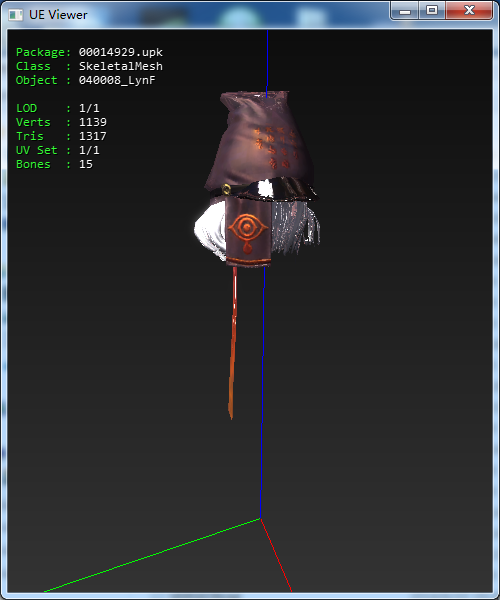 UE Viewer
Package: 00014929.upk
Class  : SkeletalMesh
Object : 040008_LynF
LOD    : 1/1
Verts  : 1139
Tris   : 1317
UV Set : 1/1
Bones  : 15